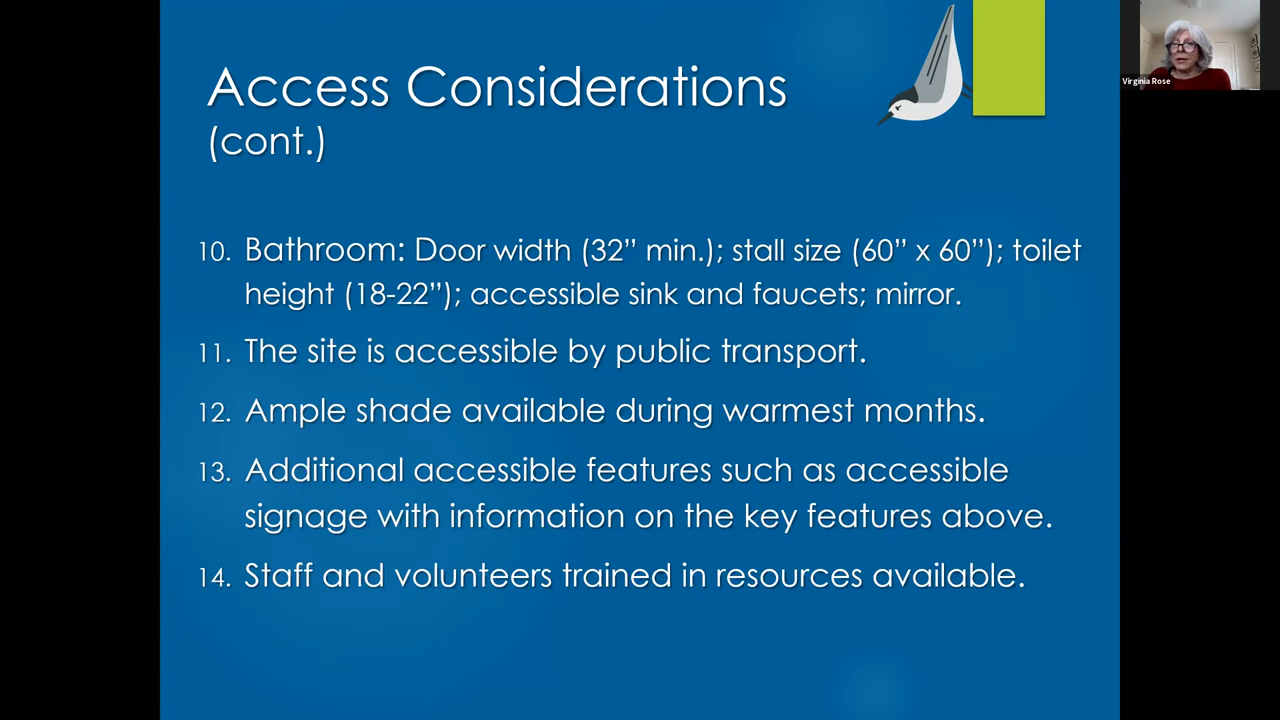 Access Considerations
(cont.)
10. Bathroom: Door width (32” min.); stall size (60” x 60”); toilet
height (18-22”); accessible sink and faucets; mirror.
11. The site is accessible by public transport.
12. Ample shade available during warmest months.
13. Additional accessible features such as accessible
signage with information on the key features above.
14. Staff and volunteers trained in resources available.
Virginia Rose